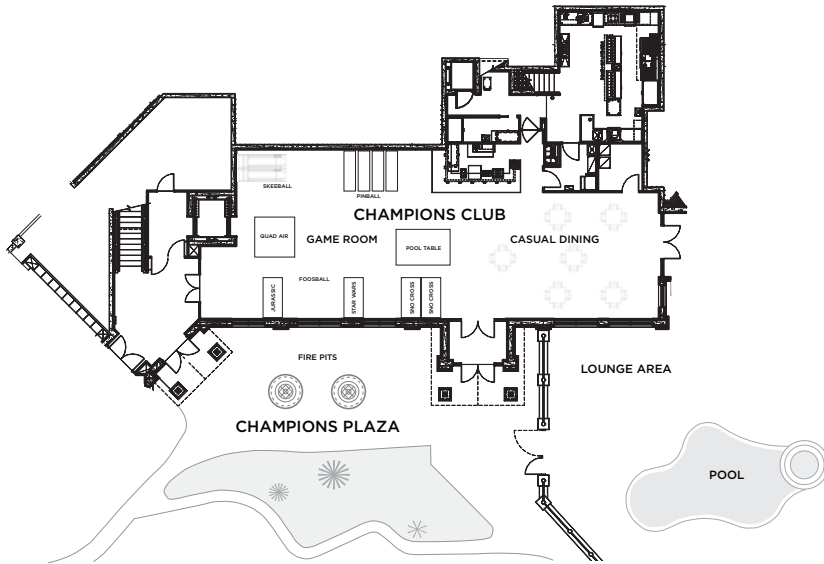 SKEEBALL
PINBALL
CHAMPIONS CLUB
QUAD AIR
GAME ROOM
POOL TABLE
CASUAL DINING
FOOSBALL
JURASSIC
STAR WARS
SNO CROSS
SNO CROSS
FIRE PITS
LOUNGE AREA
CHAMPIONS PLAZA
POOL